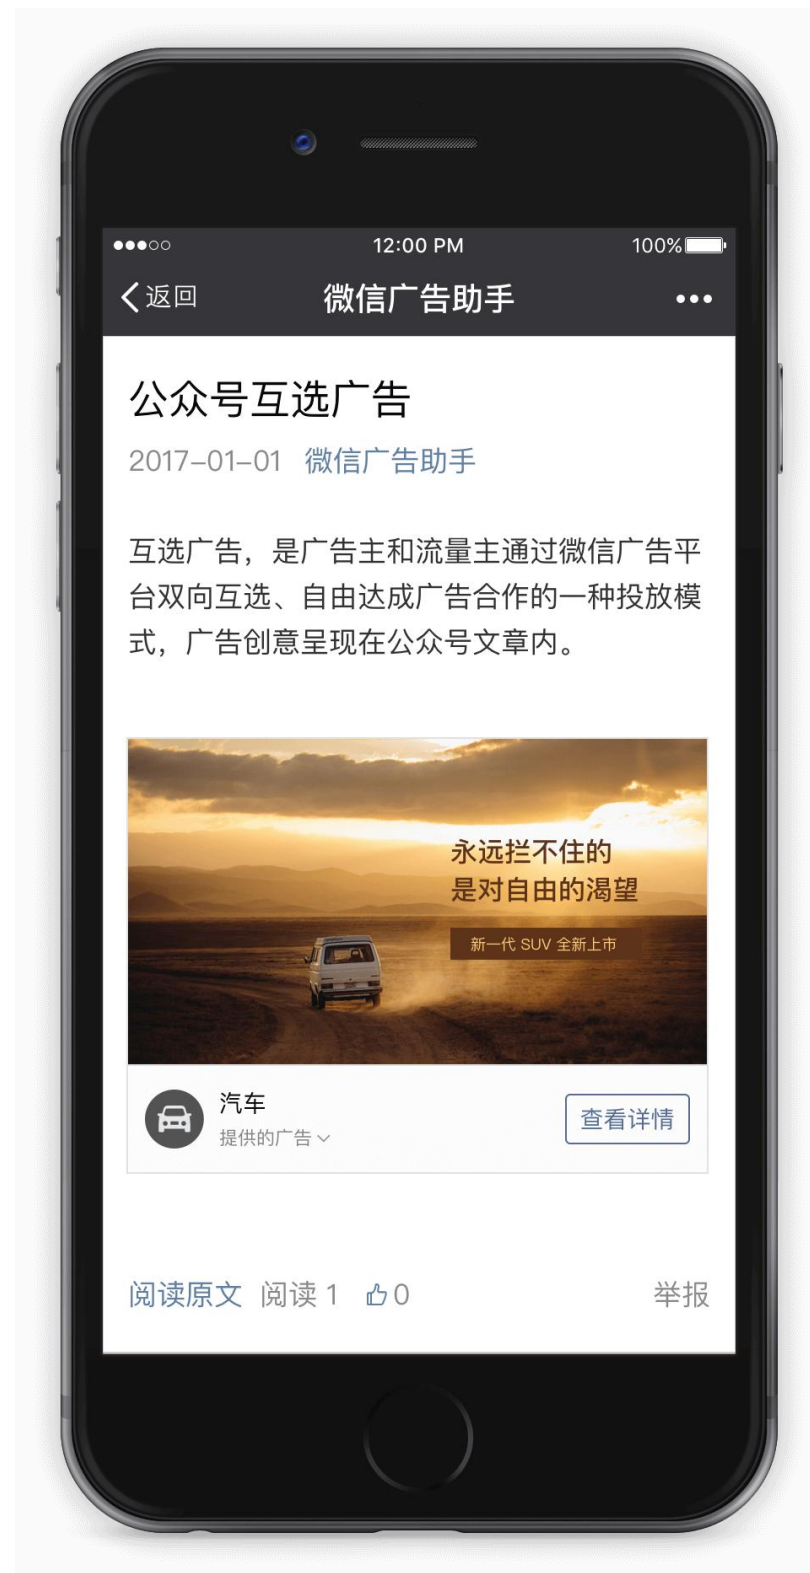 12:00 PM 100%
返回 微信广告助手
公众号互选广告
2017-01-01 微信广告助手
互选广告，是广告主和流量主通过微信广告平
台双向互选、自由达成广告合作的一种投放模
式，广告创意呈现在公众号文章内。
永远拦不住的
是对自由的渴望
新一代 SUV 全新上市
汽车
提供的广告
查看详情
阅读原文 阅读 1 0 举报